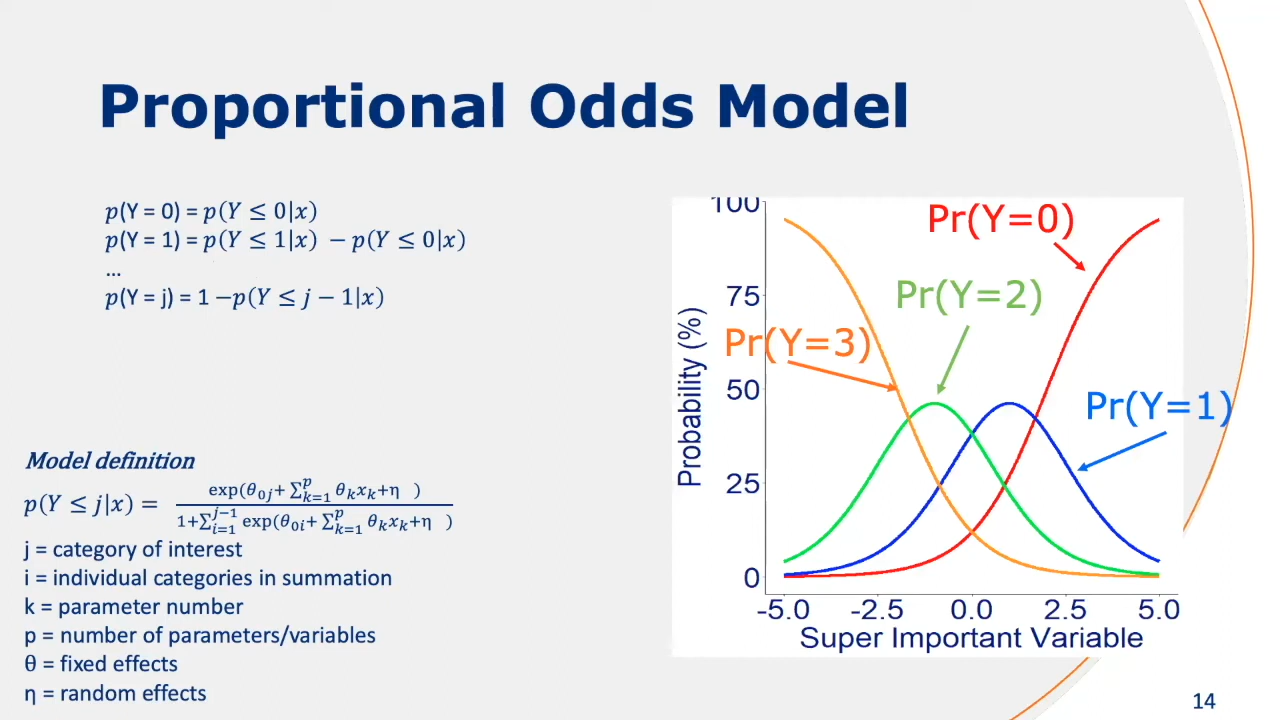 Proportional Odds Model
p(Y = 0) = p(Y ≤ 0|x)
p(Y = 1) = p(Y ≤ 1|x) − p(Y ≤ 0|x)
...
p(Y = j) = 1 −p(Y ≤ j − 1|x)
Model definition
p(Y ≤ j|x) = exp(θ₀ⱼ+ ∑ᵖₖ₌₁ θₖxₖ+η ) / 1+∑ʲ⁻¹ᵢ₌₁ exp(θ₀ᵢ+ ∑ᵖₖ₌₁ θₖxₖ+η )
j = category of interest
i = individual categories in summation
k = parameter number
p = number of parameters/variables
θ = fixed effects
η = random effects
100
75
50
25
0
Probability (%)
Pr(Y=0)
Pr(Y=2)
Pr(Y=3)
Pr(Y=1)
-5.0 -2.5 0.0 2.5 5.0
Super Important Variable
14